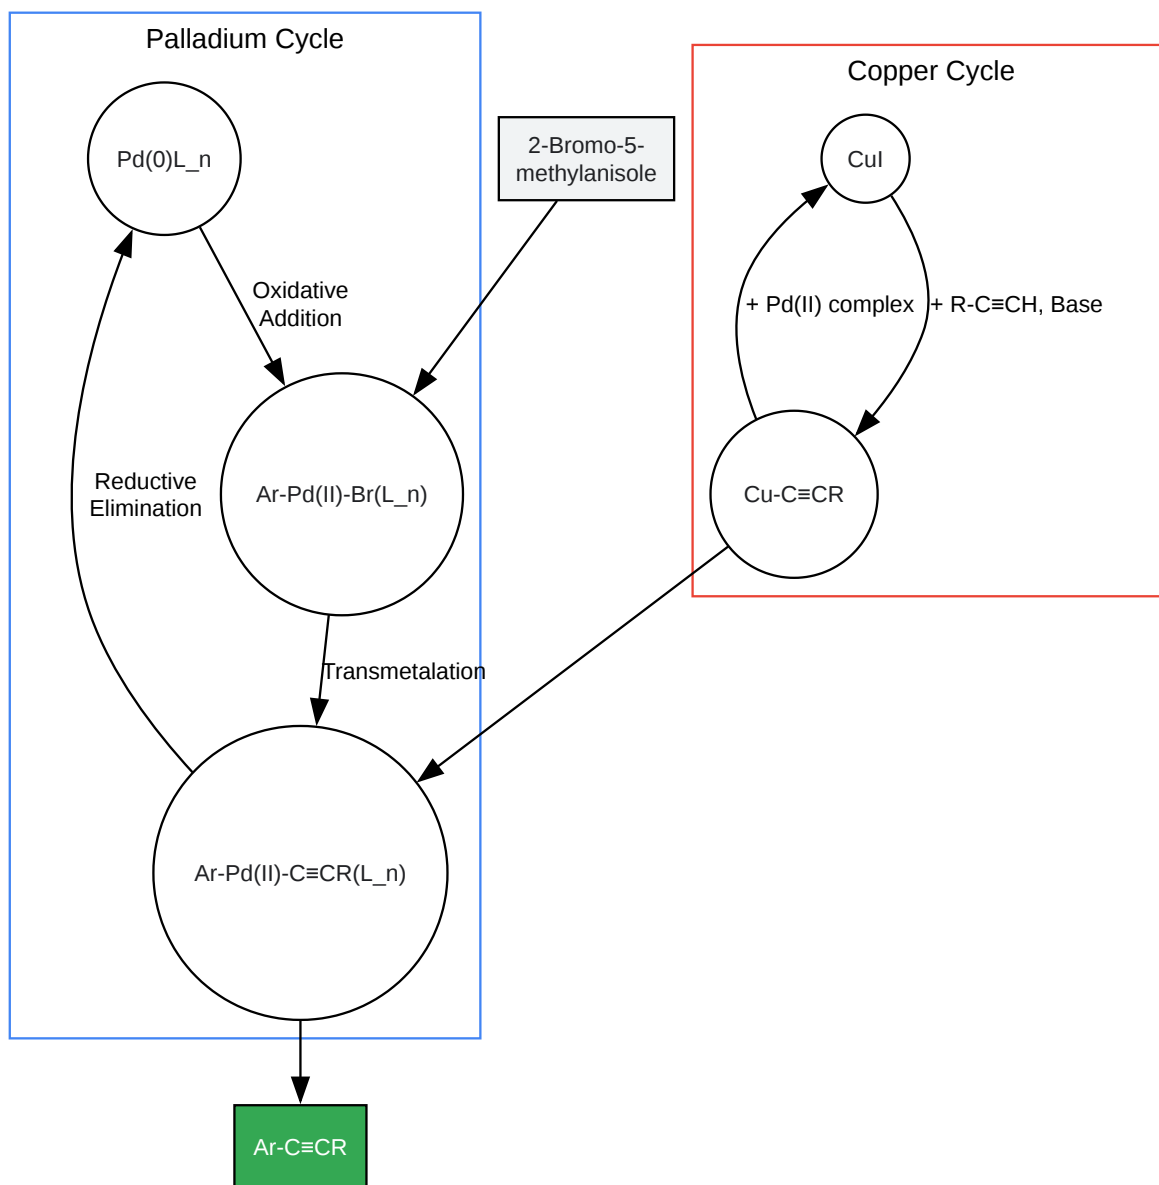 Palladium Cycle
Copper Cycle
Pd(0)L_n
2-Bromo-5-
methylanisole
CuI
Oxidative
Addition
+ Pd(II) complex
+ R-C≡CH, Base
Reductive
Elimination
Ar-Pd(II)-Br(L_n)
Cu-C≡CR
Transmetalation
Ar-Pd(II)-C≡CR(L_n)
Ar-C≡CR